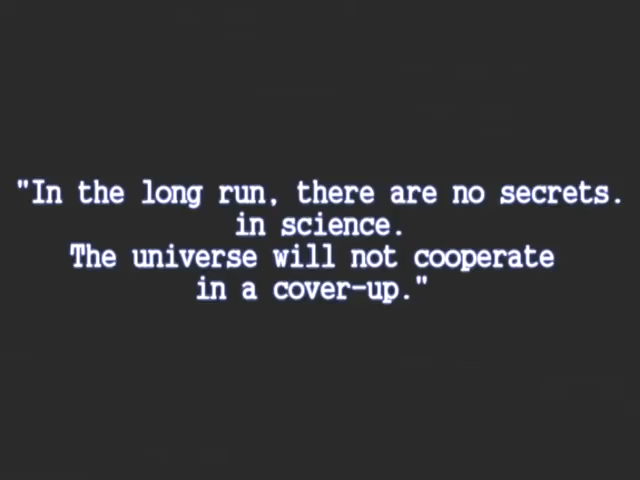 "In the long run, there are no secrets.
in science.
The universe will not cooperate
in a cover-up."